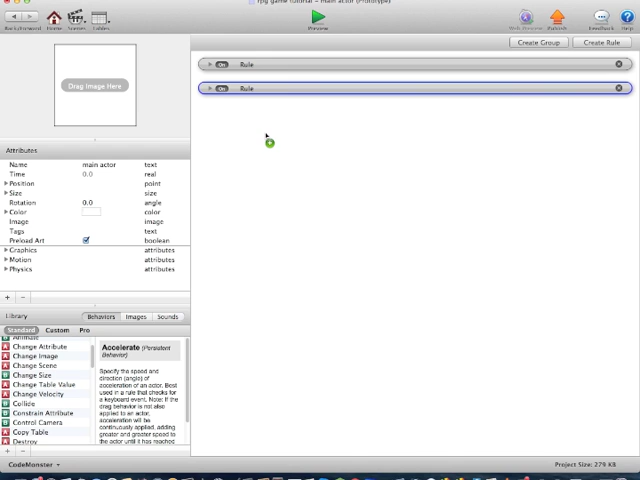 rpg game tutorial – main actor (Prototype)
Back/Forward Home Scenes Tables Preview Web Preview Publish Feedback Help
Create Group Create Rule
On Rule
On Rule
Drag Image Here
Attributes
Name main actor text
Time 0.0 real
Position point
Size size
Rotation 0.0 angle
Color color
Image image
Tags text
Preload Art boolean
Graphics attributes
Motion attributes
Physics attributes
+ −
Library Behaviors Images Sounds
Standard Custom Pro
Animate
Change Attribute
Change Image
Change Scene
Change Size
Change Table Value
Change Velocity
Collide
Constrain Attribute
Control Camera
Copy Table
Destroy
Accelerate (Persistent
Behavior)
Specify the speed and
direction (angle) of
acceleration of an actor. Best
used in a rule that checks for
a keyboard event. Note: If the
drag behavior is not also
applied to an actor,
acceleration will be
continuously applied, adding
greater and greater speed to
the actor until it has reached
+ −
CodeMonster Project Size: 279 KB